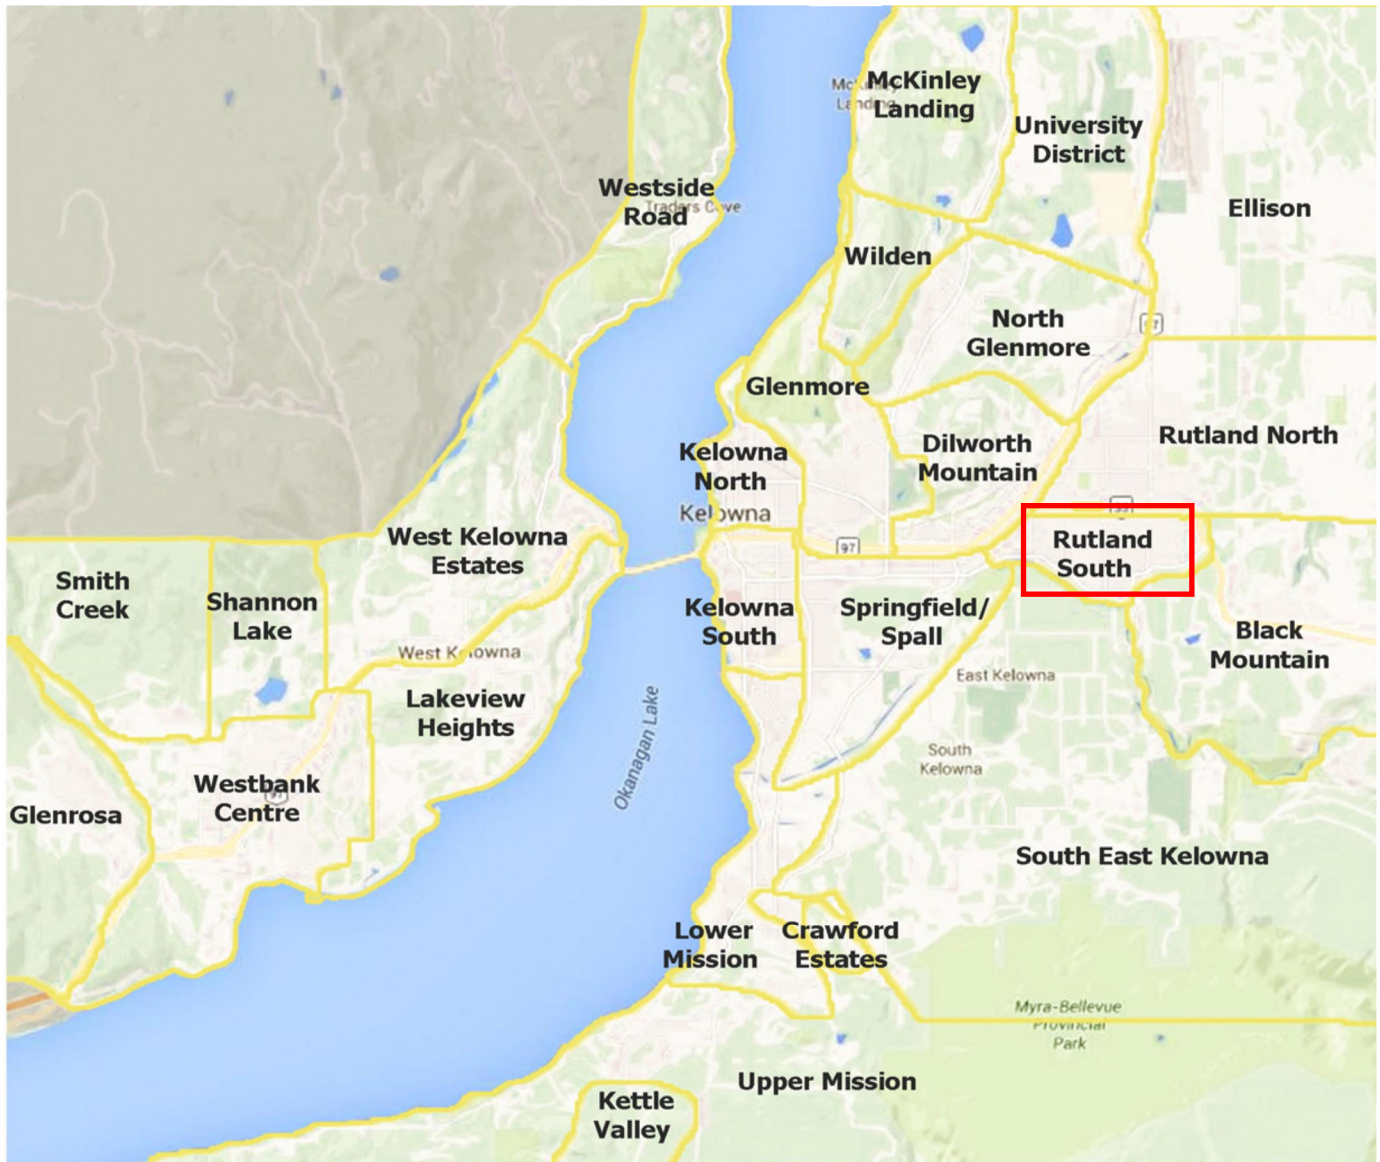 McKinley
Landing
McKinley
Landing
University
District
Westside
Road
Traders Cove
Ellison
Wilden
97
North
Glenmore
Glenmore
Rutland North
Dilworth
Mountain
Kelowna
North
Kelowna
97
Rutland
South
West Kelowna
Estates
Smith
Creek
Shannon
Lake
Kelowna
South
Springfield/
Spall
Black
Mountain
West Kelowna
East Kelowna
Lakeview
Heights
Okanagan Lake
South
Kelowna
Westbank
Centre
Glenrosa
South East Kelowna
Lower
Mission
Crawford
Estates
Myra-Bellevue
Provincial
Park
Upper Mission
Kettle
Valley